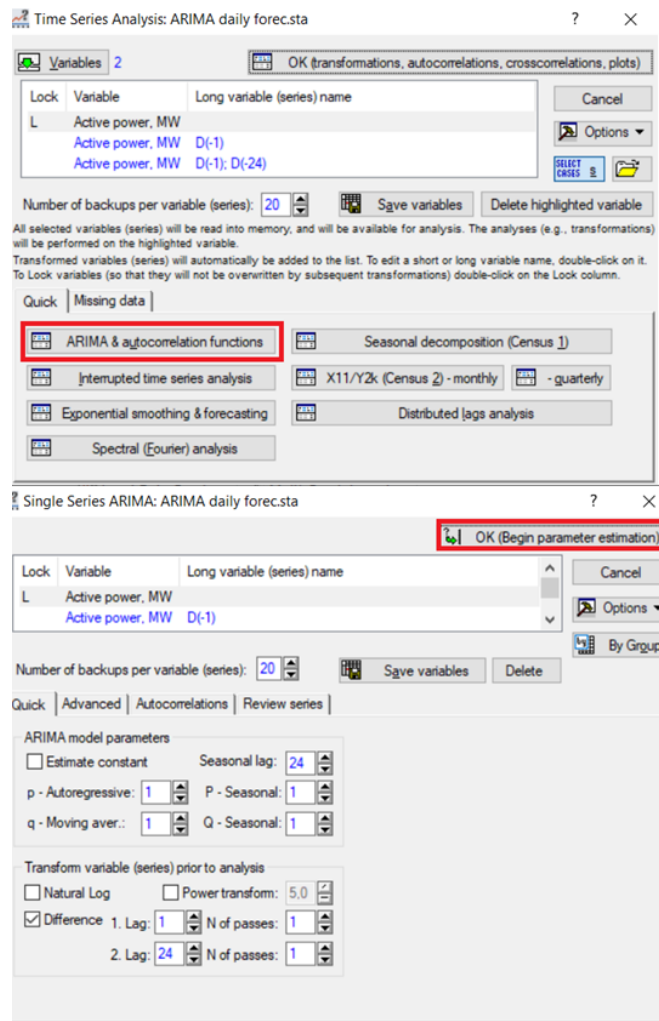 Time Series Analysis: ARIMA daily forec.sta ? ×
Variables 2 OK (transformations, autocorrelations, crosscorrelations, plots)
Lock Variable Long variable (series) name
Cancel
L Active power, MW
Active power, MW D(-1)
Active power, MW D(-1); D(-24)
Options
SELECT CASES S
Number of backups per variable (series): 20 Save variables Delete highlighted variable
All selected variables (series) will be read into memory, and will be available for analysis. The analyses (e.g., transformations)
will be performed on the highlighted variable.
Transformed variables (series) will automatically be added to the list. To edit a short or long variable name, double-click on it.
To Lock variables (so that they will not be overwritten by subsequent transformations) double-click on the Lock column.
Quick Missing data
ARIMA & autocorrelation functions Seasonal decomposition (Census 1)
Interrupted time series analysis X11/Y2k (Census 2) - monthly - quarterly
Exponential smoothing & forecasting Distributed lags analysis
Spectral (Fourier) analysis
Single Series ARIMA: ARIMA daily forec.sta ? ×
OK (Begin parameter estimation)
Lock Variable Long variable (series) name
Cancel
L Active power, MW
Active power, MW D(-1)
Options
By Group
Number of backups per variable (series): 20 Save variables Delete
Quick Advanced Autocorrelations Review series
ARIMA model parameters
Estimate constant Seasonal lag: 24
p - Autoregressive: 1 P - Seasonal: 1
q - Moving aver.: 1 Q - Seasonal: 1
Transform variable (series) prior to analysis
Natural Log Power transform: 5,0
Difference 1. Lag: 1 N of passes: 1
2. Lag: 24 N of passes: 1